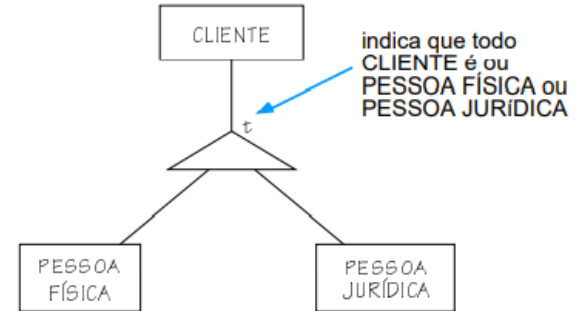 CLIENTE
indica que todo
CLIENTE é ou
PESSOA FÍSICA ou
PESSOA JURÍDICA
t
PESSOA
FÍSICA
PESSOA
JURÍDICA